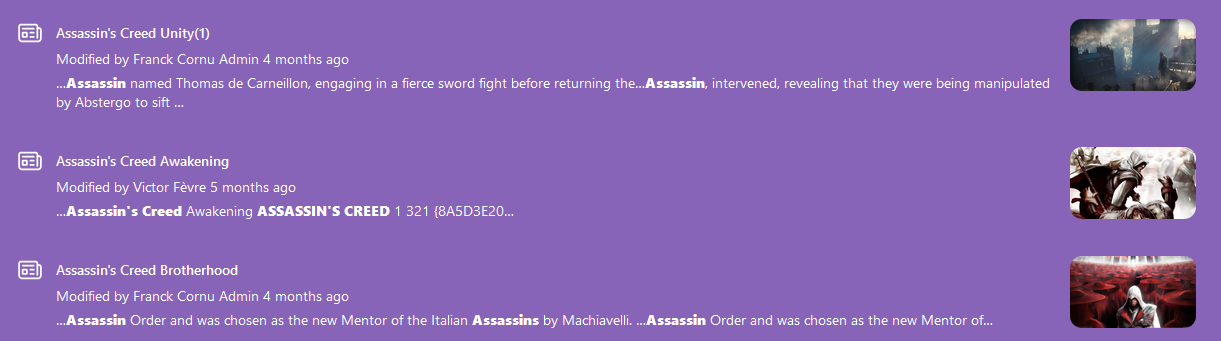 Assassin's Creed Unity(1)
Modified by Franck Cornu Admin 4 months ago
...Assassin named Thomas de Carneillon, engaging in a fierce sword fight before returning the...Assassin, intervened, revealing that they were being manipulated
by Abstergo to sift ...
Assassin's Creed Awakening
Modified by Victor Fèvre 5 months ago
...Assassin's Creed Awakening ASSASSIN'S CREED 1 321 {8A5D3E20...
Assassin's Creed Brotherhood
Modified by Franck Cornu Admin 4 months ago
...Assassin Order and was chosen as the new Mentor of the Italian Assassins by Machiavelli. ...Assassin Order and was chosen as the new Mentor of...